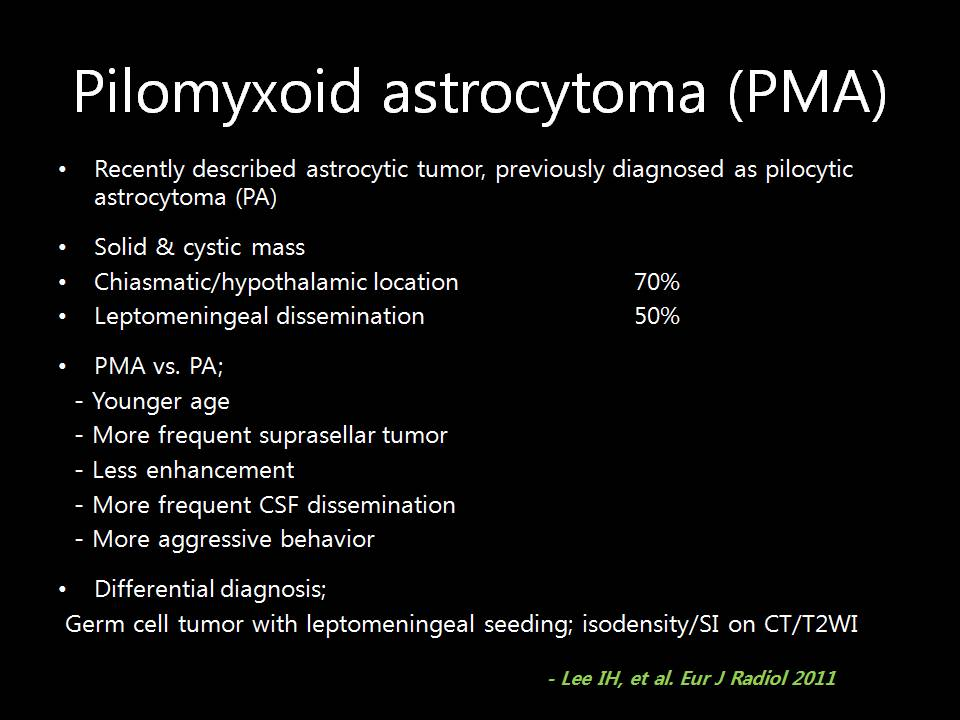 Pilomyxoid astrocytoma (PMA)
• Recently described astrocytic tumor, previously diagnosed as pilocytic
astrocytoma (PA)
• Solid & cystic mass
• Chiasmatic/hypothalamic location 70%
• Leptomeningeal dissemination 50%
• PMA vs. PA;
- Younger age
- More frequent suprasellar tumor
- Less enhancement
- More frequent CSF dissemination
- More aggressive behavior
• Differential diagnosis;
Germ cell tumor with leptomeningeal seeding; isodensity/SI on CT/T2WI
- Lee IH, et al. Eur J Radiol 2011